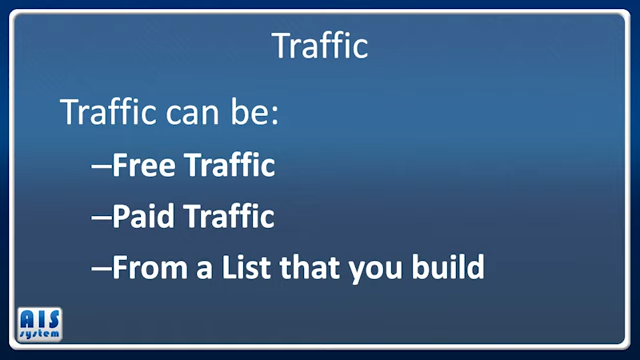 Traffic
Traffic can be:
–Free Traffic
–Paid Traffic
–From a List that you build
AIS
system